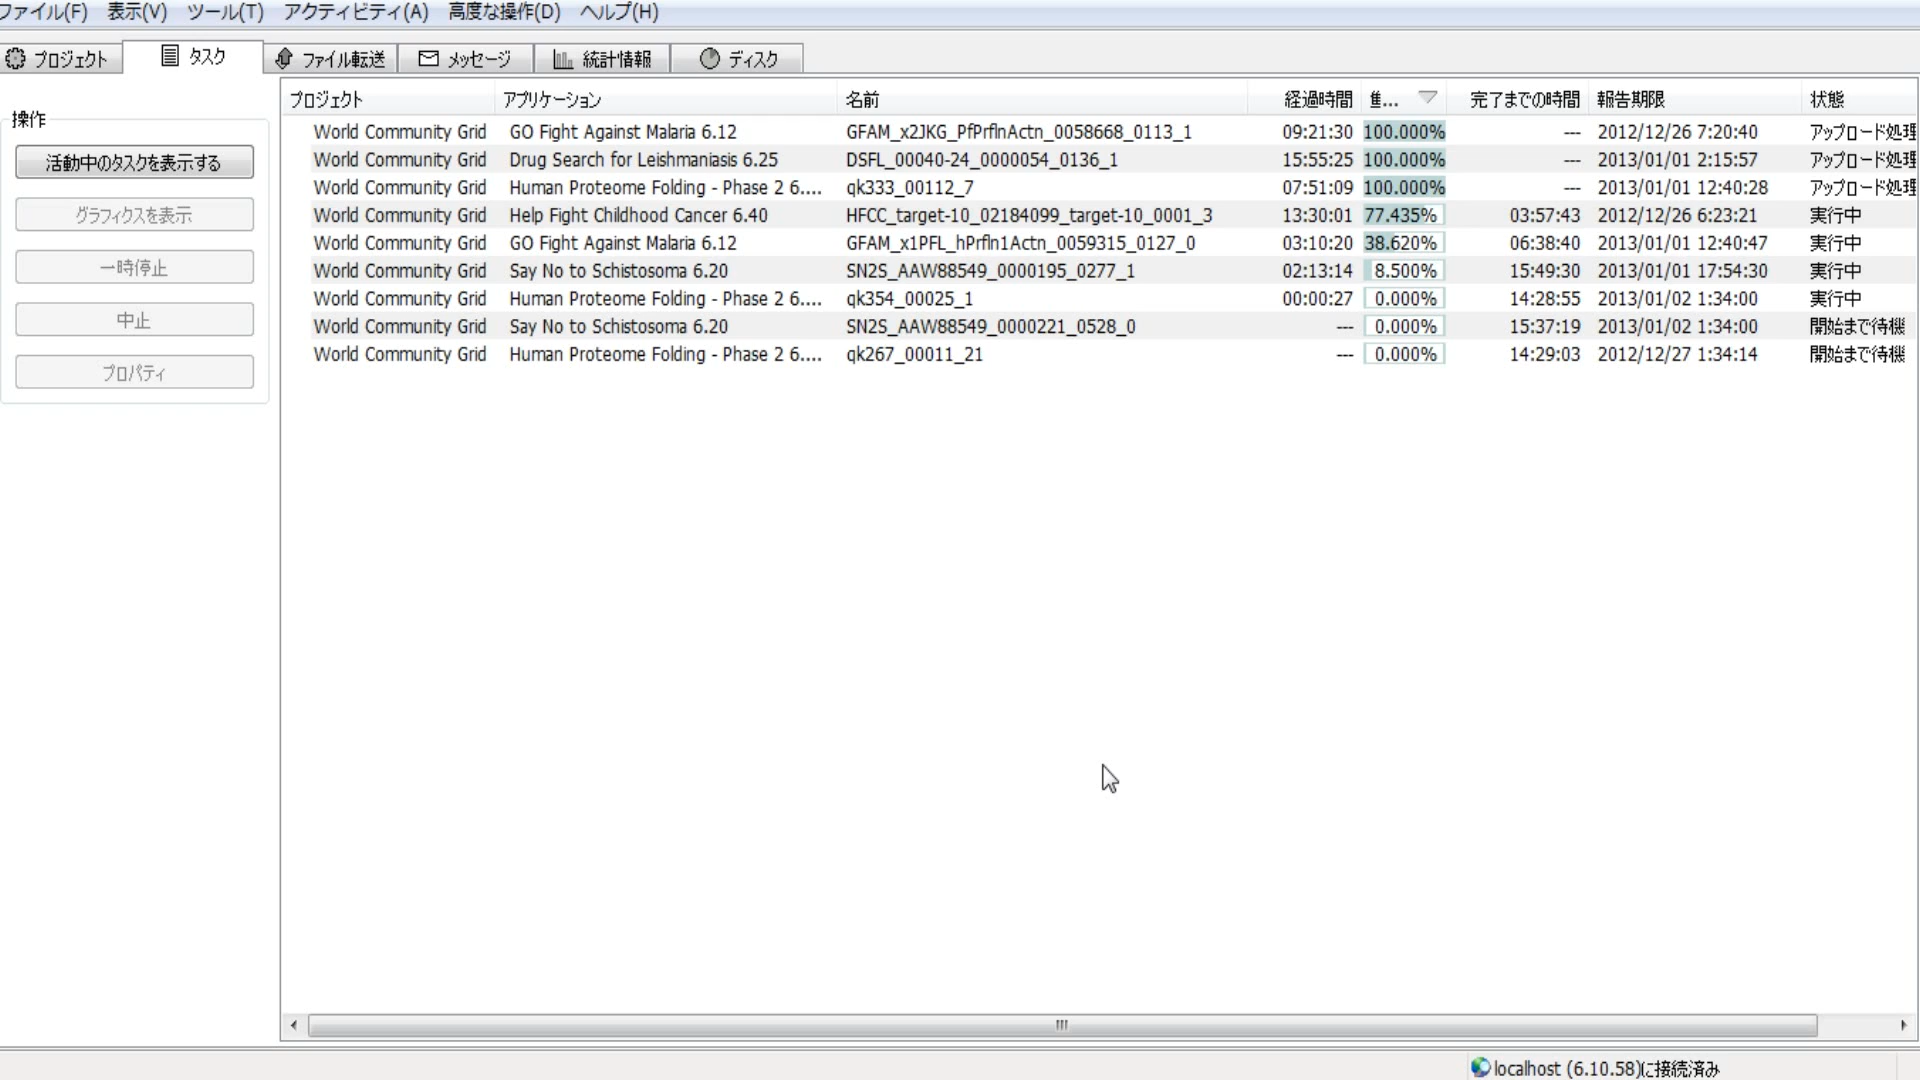 ファイル(F) 表示(V) ツール(T) アクティビティ(A) 高度な操作(D) ヘルプ(H)
プロジェクト タスク ファイル転送 メッセージ 統計情報 ディスク
操作
活動中のタスクを表示する
グラフィクスを表示
一時停止
中止
プロパティ
プロジェクト アプリケーション 名前 経過時間 進... 完了までの時間 報告期限 状態
World Community Grid GO Fight Against Malaria 6.12 GFAM_x2JKG_PfPrflnActn_0058668_0113_1 09:21:30 100.000% --- 2012/12/26 7:20:40 アップロード処理
World Community Grid Drug Search for Leishmaniasis 6.25 DSFL_00040-24_0000054_0136_1 15:55:25 100.000% --- 2013/01/01 2:15:57 アップロード処理
World Community Grid Human Proteome Folding - Phase 2 6.... qk333_00112_7 07:51:09 100.000% --- 2013/01/01 12:40:28 アップロード処理
World Community Grid Help Fight Childhood Cancer 6.40 HFCC_target-10_02184099_target-10_0001_3 13:30:01 77.435% 03:57:43 2012/12/26 6:23:21 実行中
World Community Grid GO Fight Against Malaria 6.12 GFAM_x1PFL_hPrfln1Actn_0059315_0127_0 03:10:20 38.620% 06:38:40 2013/01/01 12:40:47 実行中
World Community Grid Say No to Schistosoma 6.20 SN2S_AAW88549_0000195_0277_1 02:13:14 8.500% 15:49:30 2013/01/01 17:54:30 実行中
World Community Grid Human Proteome Folding - Phase 2 6.... qk354_00025_1 00:00:27 0.000% 14:28:55 2013/01/02 1:34:00 実行中
World Community Grid Say No to Schistosoma 6.20 SN2S_AAW88549_0000221_0528_0 --- 0.000% 15:37:19 2013/01/02 1:34:00 開始まで待機
World Community Grid Human Proteome Folding - Phase 2 6.... qk267_00011_21 --- 0.000% 14:29:03 2012/12/27 1:34:14 開始まで待機
localhost (6.10.58)に接続済み